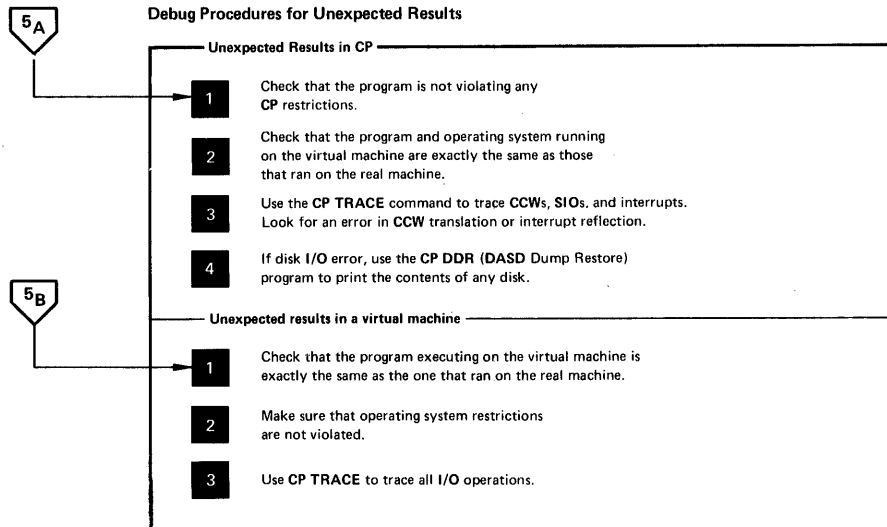 5A
Debug Procedures for Unexpected Results
Unexpected Results in CP
1
Check that the program is not violating any
CP restrictions.
2
Check that the program and operating system running
on the virtual machine are exactly the same as those
that ran on the real machine.
3
Use the CP TRACE command to trace CCWs, SIOs, and interrupts.
Look for an error in CCW translation or interrupt reflection.
4
If disk I/O error, use the CP DDR (DASD Dump Restore)
program to print the contents of any disk.
5B
Unexpected results in a virtual machine
1
Check that the program executing on the virtual machine is
exactly the same as the one that ran on the real machine.
2
Make sure that operating system restrictions
are not violated.
3
Use CP TRACE to trace all I/O operations.